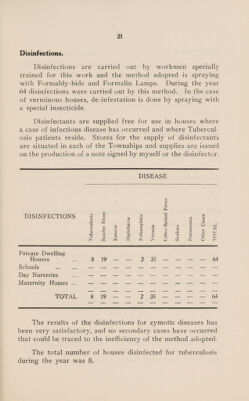 21
Disinfections.
Disinfections are carried out by workmen specially
trained for this work and the method adopted is spraying
with Formaldy-hide and Formalin Lamps. During the year
64 disinfections were carried out by this method. In the case
of verminous houses, de-infestation is done by spraying with
a special insecticide.
Disinfectants are supplied free for use in houses where
a case of infectious disease has occurred and where Tubercul-
osis patients reside. Stores for the supply of disinfectants
are situated in each of the Townships and supplies are issued
on the production of a note signed by myself or the disinfector.
DISEASE
DISINFECTIONS Tuberculosis Scarlet Fever Enteric Diphtheria Poliomyelitis Vermin Cebro-Spinal Fever Scabies Pneumonia Other Cases TOTAL
Private Dwelling
Houses ... 8 19 — — 2 35 — — — — 64
Schools ... ... — — — — — — — — — — —
Day Nurseries — — — — — — — — — — —
Maternity Homes ... — — — — — — — — — — —
TOTAL 8 19 — — 2 35 — — — — 64
The results of the disinfections for zymotic diseases has
been very satisfactory, and no secondary cases have occurred
that could be traced to the inefficiency of the method adopted.
The total number of houses disinfected for tuberculosis
during the year was 8.